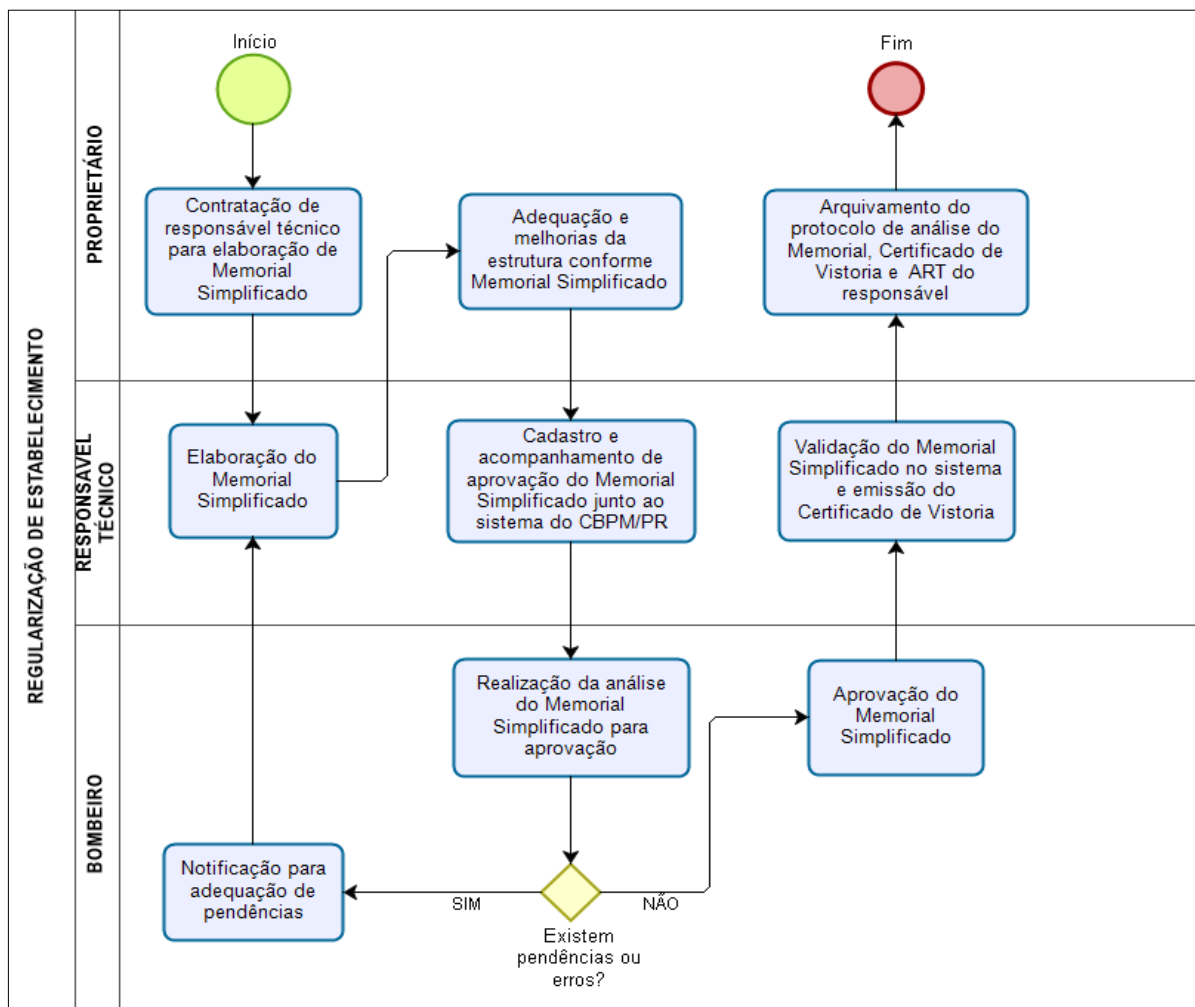 REGULARIZAÇÃO DE ESTABELECIMENTO
PROPRIETÁRIO
Início
Fim
Contratação de
responsável técnico
para elaboração de
Memorial
Simplificado
Adequação e
melhorias da
estrutura conforme
Memorial Simplificado
Arquivamento do
protocolo de análise do
Memorial, Certificado de
Vistoria e ART do
responsável
RESPONSÁVEL
TÉCNICO
Elaboração do
Memorial
Simplificado
Cadastro e
acompanhamento de
aprovação do Memorial
Simplificado junto ao
sistema do CBPM/PR
Validação do Memorial
Simplificado no sistema
e emissão do
Certificado de Vistoria
BOMBEIRO
Realização da análise
do Memorial
Simplificado para
aprovação
Aprovação do
Memorial
Simplificado
Notificação para
adequação de
pendências
SIM
NÃO
Existem
pendências ou
erros?